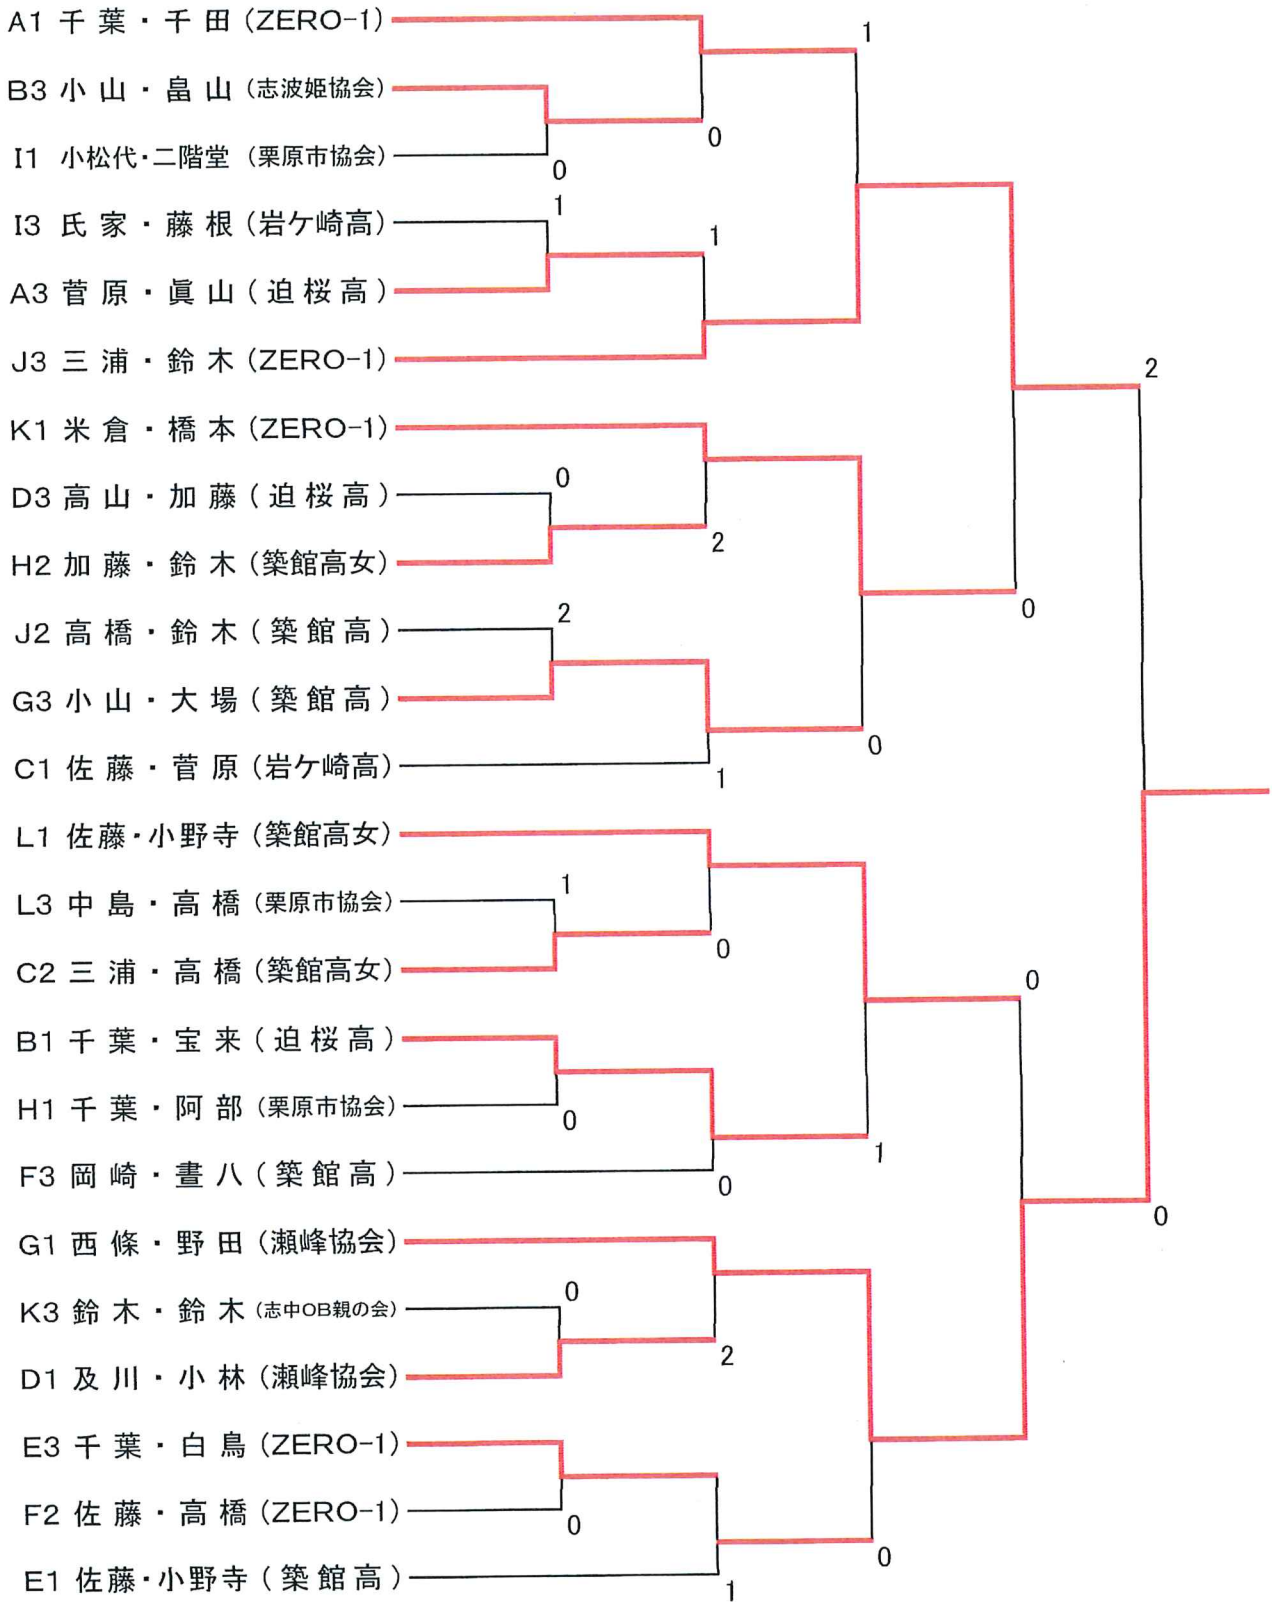 A1 千葉・千田 (ZERO-1)
1
B3 小山・畠山 (志波姫協会)
0
I1 小松代・二階堂 (栗原市協会)
0
I3 氏家・藤根 (岩ケ崎高)
1
1
A3 菅原・眞山 (迫桜高)
J3 三浦・鈴木 (ZERO-1)
2
K1 米倉・橋本 (ZERO-1)
D3 高山・加藤 (迫桜高)
0
2
H2 加藤・鈴木 (築館高女)
0
J2 高橋・鈴木 (築館高)
2
G3 小山・大場 (築館高)
0
C1 佐藤・菅原 (岩ケ崎高)
1
L1 佐藤・小野寺 (築館高女)
L3 中島・高橋 (栗原市協会)
1
0
C2 三浦・高橋 (築館高女)
0
B1 千葉・宝来 (迫桜高)
H1 千葉・阿部 (栗原市協会)
0
1
F3 岡崎・晝八 (築館高)
0
0
G1 西條・野田 (瀬峰協会)
K3 鈴木・鈴木 (志中OB親の会)
0
2
D1 及川・小林 (瀬峰協会)
E3 千葉・白鳥 (ZERO-1)
F2 佐藤・高橋 (ZERO-1)
0
0
E1 佐藤・小野寺 (築館高)
1